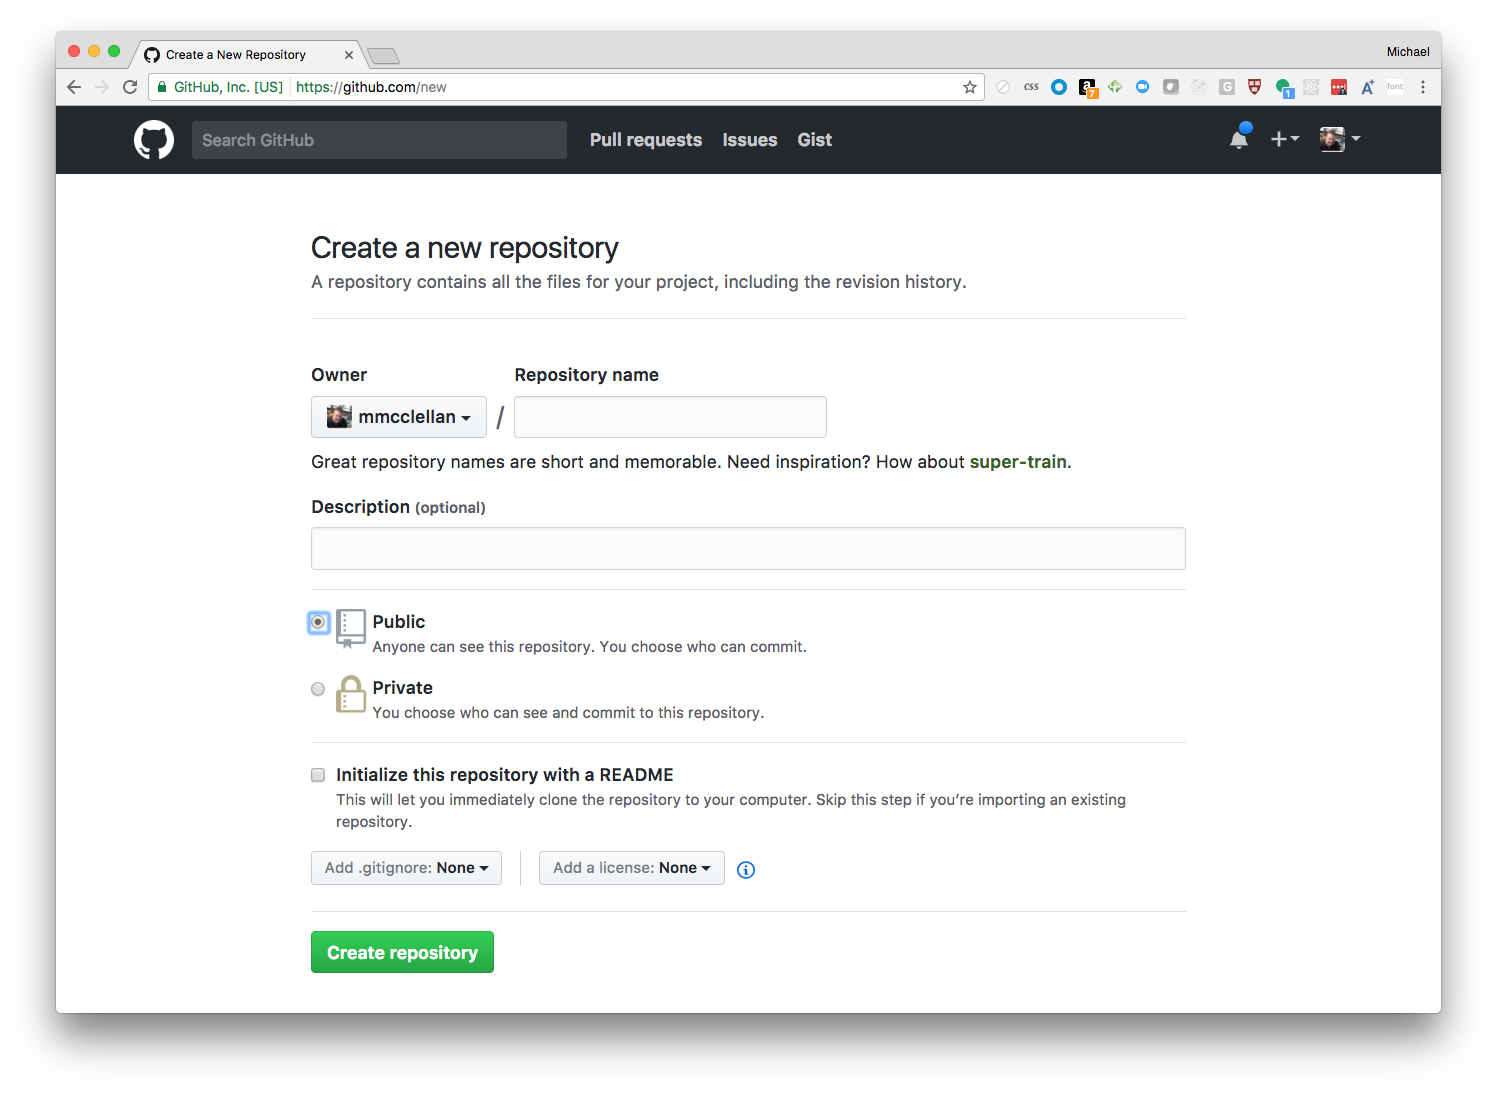 Create a New Repository
Michael
GitHub, Inc. [US] https://github.com/new
css
a
7
G
1
A+
font
Search GitHub
Pull requests Issues Gist
Create a new repository
A repository contains all the files for your project, including the revision history.
Owner Repository name
mmcclellan /
Great repository names are short and memorable. Need inspiration? How about super-train.
Description (optional)
Public
Anyone can see this repository. You choose who can commit.
Private
You choose who can see and commit to this repository.
Initialize this repository with a README
This will let you immediately clone the repository to your computer. Skip this step if you’re importing an existing
repository.
Add .gitignore: None Add a license: None
Create repository